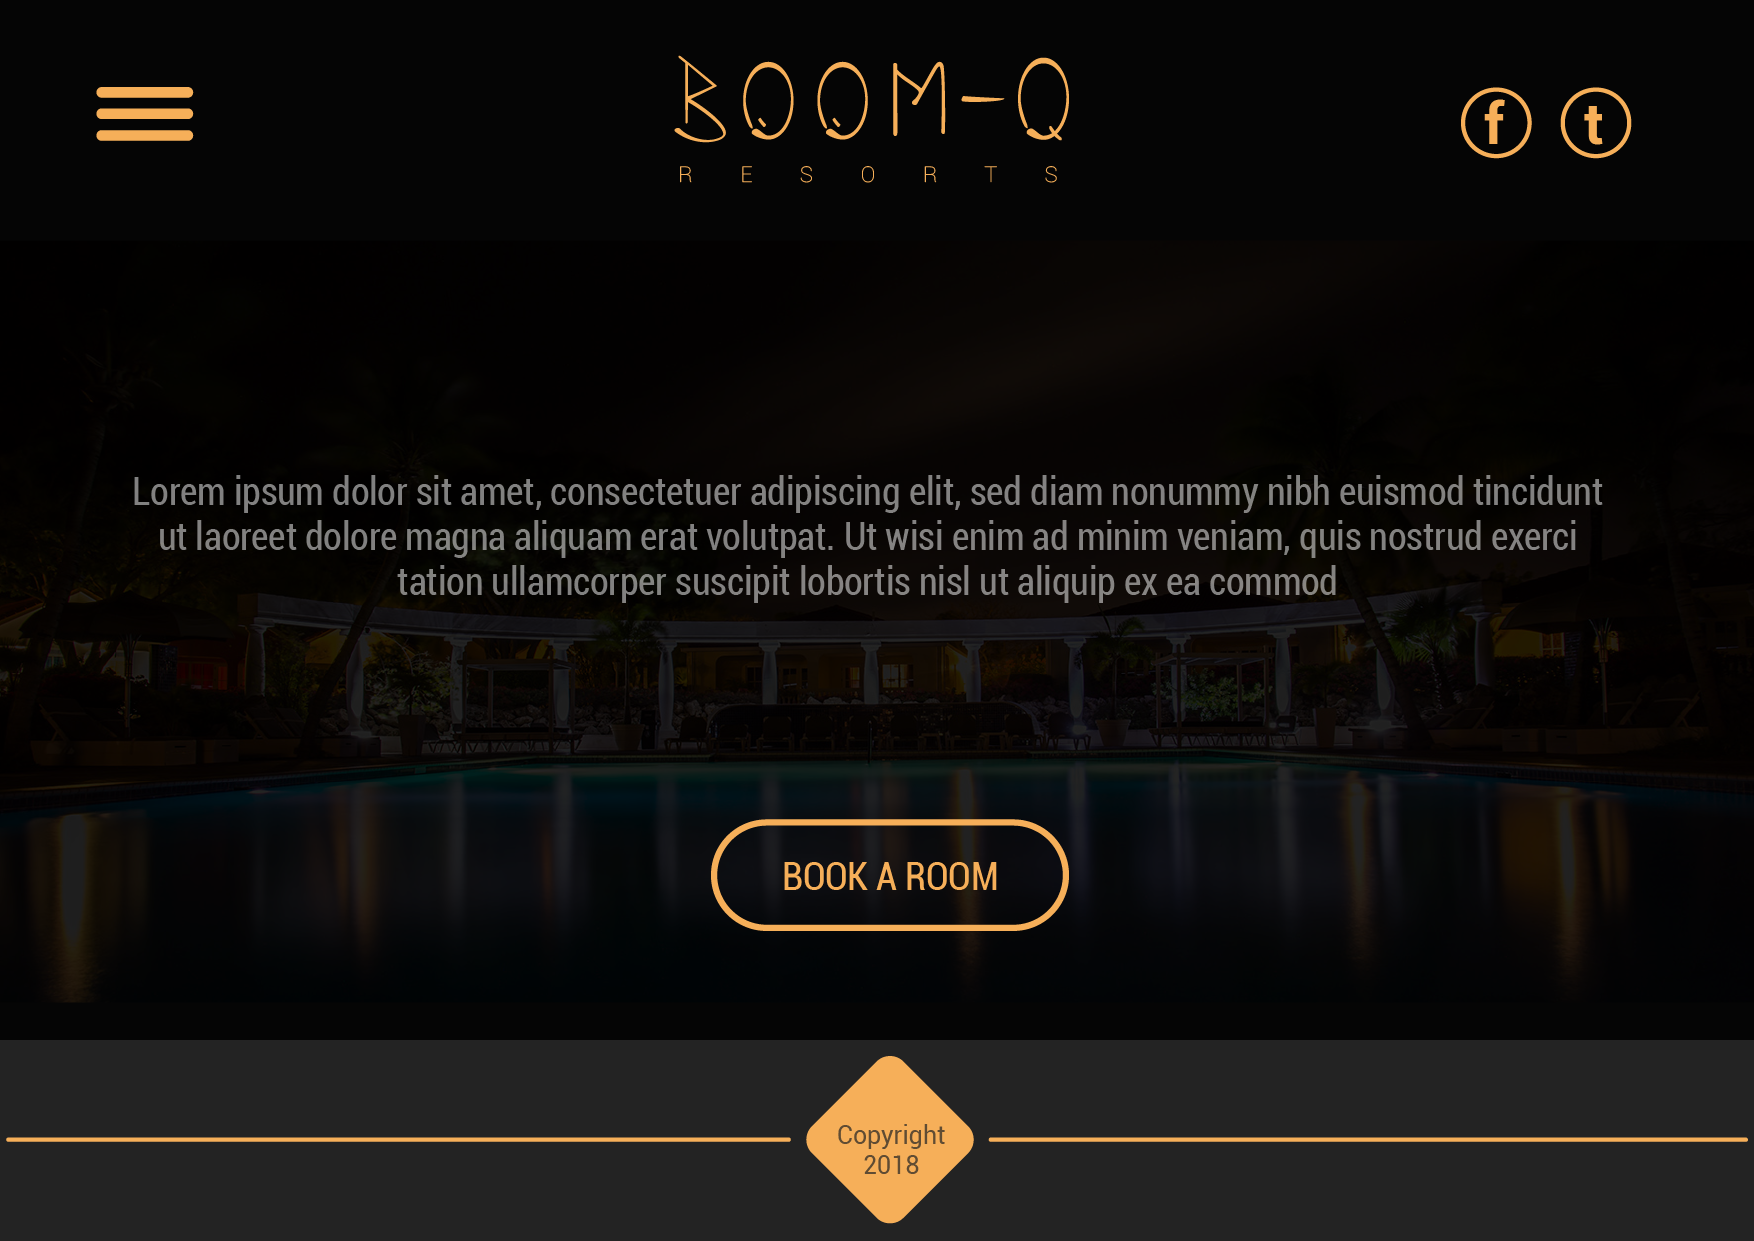 BOOM-Q
RESORTS
f t
Lorem ipsum dolor sit amet, consectetuer adipiscing elit, sed diam nonummy nibh euismod tincidunt
ut laoreet dolore magna aliquam erat volutpat. Ut wisi enim ad minim veniam, quis nostrud exerci
tation ullamcorper suscipit lobortis nisl ut aliquip ex ea commod
BOOK A ROOM
Copyright
2018